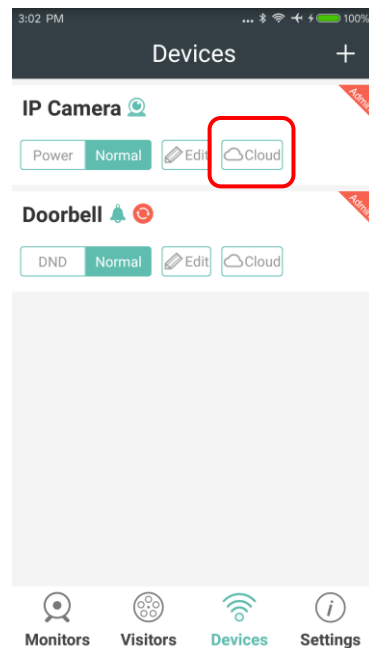 3:02 PM ... 100%
Devices +
IP Camera Admin
Power Normal Edit Cloud
Doorbell Admin
DND Normal Edit Cloud
Monitors Visitors Devices Settings